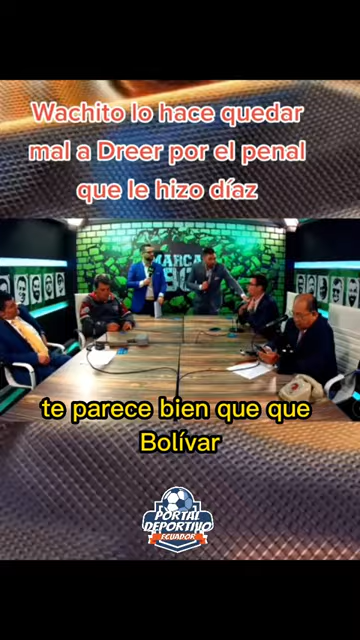 Wachito lo hace quedar
mal a Dreer por el penal
que le hizo díaz
MARCA
90
te parece bien que que
Bolívar
PORTAL
DEPORTIVO
ECUADOR